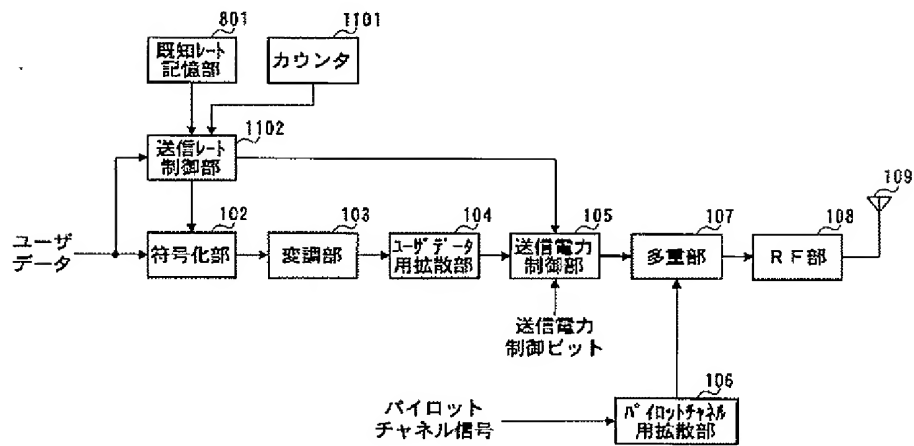 801
既知レート
記憶部
1101
カウンタ
1102
送信レート
制御部
ユーザ
データ
102
符号化部
103
変調部
104
ユーザデータ
用拡散部
105
送信電力
制御部
107
多重部
108
RF部
109
送信電力
制御ビット
パイロット
チャネル信号
106
パイロットチャネル
用拡散部